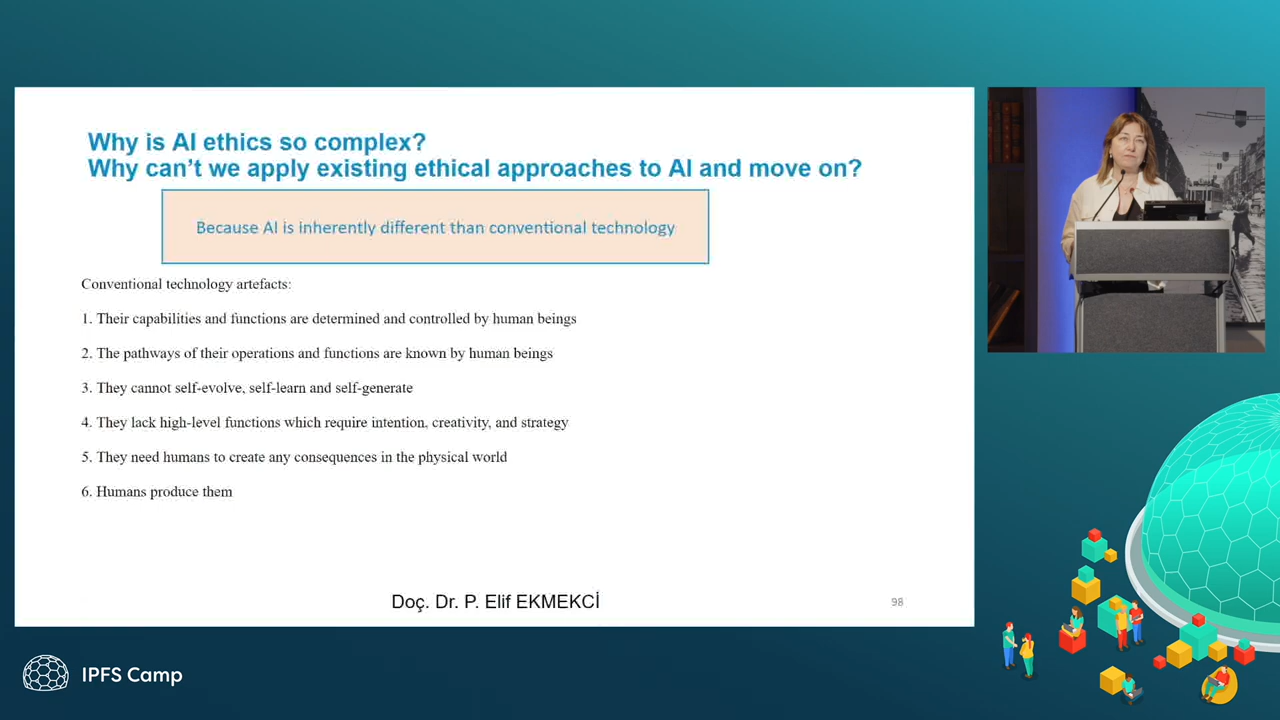 Why is AI ethics so complex?
Why can't we apply existing ethical approaches to AI and move on?
Because AI is inherently different than conventional technology
Conventional technology artefacts:
1. Their capabilities and functions are determined and controlled by human beings
2. The pathways of their operations and functions are known by human beings
3. They cannot self-evolve, self-learn and self-generate
4. They lack high-level functions which require intention, creativity, and strategy
5. They need humans to create any consequences in the physical world
6. Humans produce them
Doç. Dr. P. Elif EKMEKCİ
98
IPFS Camp